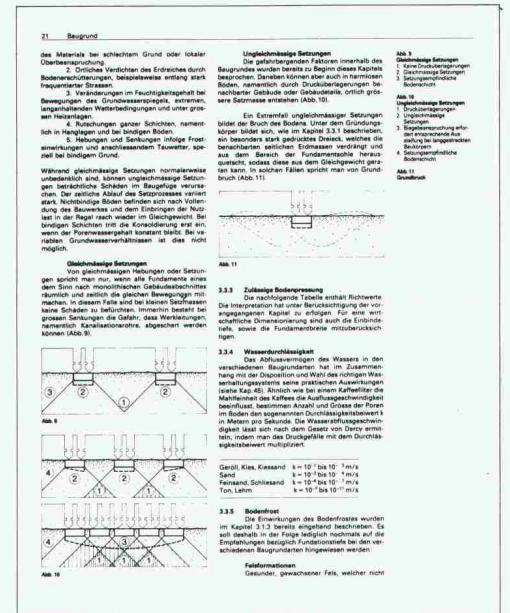 21 Baugrund
des Materials bei schlechtem Grund oder lokaler
Überbeanspruchung.
2. Örtliches Verdichten des Erdreiches durch
Bodenerschütterungen, beispielsweise entlang stark
frequentierter Strassen.
3. Veränderungen im Feuchtigkeitsgehalt bei
Bewegungen des Grundwasserspiegels, extremen,
langanhaltenden Wetterbedingungen und unter gros-
sen Heizanlagen.
4. Rutschungen ganzer Schichten, nament-
lich in Hanglagen und bei bindigen Böden.
5. Hebungen und Senkungen infolge Frost-
einwirkungen und anschliessendem Tauwetter, spe-
ziell bei bindigem Grund.
Während gleichmässige Setzungen normalerweise
unbedenklich sind, können ungleichmässige Setzun-
gen beträchtliche Schäden im Baugefüge verursa-
chen. Der zeitliche Ablauf des Setzprozesses variiert
stark. Nichtbindige Böden befinden sich nach Vollen-
dung des Bauwerkes und dem Einbringen der Nutz-
last in der Regel rasch wieder im Gleichgewicht. Bei
bindigen Schichten tritt die Konsolidierung erst ein,
wenn der Porenwassergehalt konstant bleibt. Bei va-
riablen Grundwasserverhältnissen ist dies nicht
möglich.
Gleichmässige Setzungen
Von gleichmässigen Hebungen oder Setzun-
gen spricht man nur, wenn alle Fundamente eines
dem Sinn nach monolithischen Gebäudeabschnittes
räumlich und zeitlich die gleichen Bewegungen mit-
machen. In diesem Falle sind bei kleinen Setzmassen
keine Schäden zu befürchten. Immerhin besteht bei
grossen Senkungen die Gefahr, dass Werkleitungen,
namentlich Kanalisationsrohre, abgeschert werden
können (Abb. 9).
2 2
3 1
Abb. 9
4 2 2
1 1
4 3
1 1 1
Abb. 10
Ungleichmässige Setzungen
Die gefahrbergenden Faktoren innerhalb des
Baugrundes wurden bereits zu Beginn dieses Kapitels
besprochen. Daneben können aber auch in harmlosen
Böden, namentlich durch Drucküberlagerungen be-
nachbarter Gebäude oder Gebäudeteile, örtlich grös-
sere Setzmasse entstehen (Abb. 10).
Ein Extremfall ungleichmässiger Setzungen
bildet der Bruch des Bodens. Unter dem Gründungs-
körper bildet sich, wie im Kapitel 3.3.1 beschrieben,
ein besonders stark gedrücktes Dreieck, welches die
benachbarten seitlichen Erdmassen verdrängt und
aus dem Bereich der Fundamentsohle heraus-
quetscht, sodass diese aus dem Gleichgewicht gera-
ten kann. In solchen Fällen spricht man von Grund-
bruch (Abb. 11).
Abb. 11
3.3.3 Zulässige Bodenpressung
Die nachfolgende Tabelle enthält Richtwerte.
Die Interpretation hat unter Berücksichtigung der vor-
angegangenen Kapitel zu erfolgen. Für eine wirt-
schaftliche Dimensionierung sind auch die Einbinde-
tiefe, sowie die Fundamentbreite mitzuberücksich-
tigen.
3.3.4 Wasserdurchlässigkeit
Das Abflussvermögen des Wassers in den
verschiedenen Baugrundarten hat im Zusammen-
hang mit der Disposition und Wahl des richtigen Was-
serhaltungssystems seine praktischen Auswirkungen
(siehe Kap. 45). Ähnlich wie bei einem Kaffeefilter die
Mahlfeinheit des Kaffees die Ausflussgeschwindigkeit
beeinflusst, bestimmen Anzahl und Grösse der Poren
im Boden den sogenannten Durchlässigkeitsbeiwert k
in Metern pro Sekunde. Die Wasserabflussgeschwin-
digkeit lässt sich nach dem Gesetz von Dercy ermit-
teln, indem man das Druckgefälle mit dem Durchläs-
sigkeitsbeiwert multipliziert.
Geröll, Kies, Kiessand
Sand
Feinsand, Schliesand
Ton, Lehm
3.3.5 Bodenfrost
Die Einwirkungen des Bodenfrostes wurden
im Kapitel 3.1.3 bereits eingehend beschrieben. Es
soll deshalb in der Folge lediglich nochmals auf die
Empfehlungen bezüglich Fundationstiefe bei den ver-
schiedenen Baugrundarten hingewiesen werden:
Felsformationen
Gesunder, gewachsener Fels, welcher nicht
Abb. 9
Gleichmässige Setzungen
1. Keine Drucküberlagerungen
2. Gleichmässige Setzungen
3. Setzungsempfindliche
Bodenschicht
Abb. 10
Ungleichmässige Setzungen
1. Drucküberlagerungen
2. Ungleichmässige
Setzungen
3. Biegebeanspruchung erfor-
dert entsprechende Aus-
steifung bei langgestreckten
Baukörpern
4. Setzungsempfindliche
Bodenschicht
Abb. 11
Grundbruch